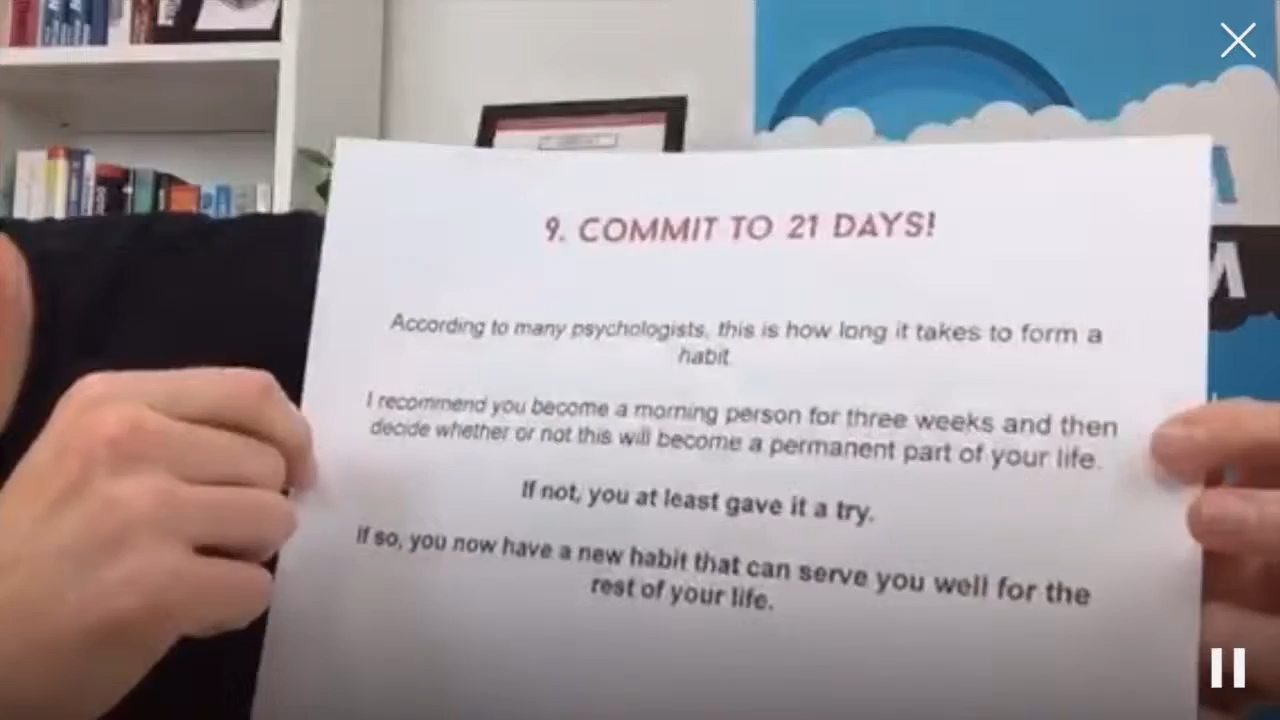 9. COMMIT TO 21 DAYS!
According to many psychologists, this is how long it takes to form a
habit.
I recommend you become a morning person for three weeks and then
decide whether or not this will become a permanent part of your life.
If not, you at least gave it a try.
If so, you now have a new habit that can serve you well for the
rest of your life.